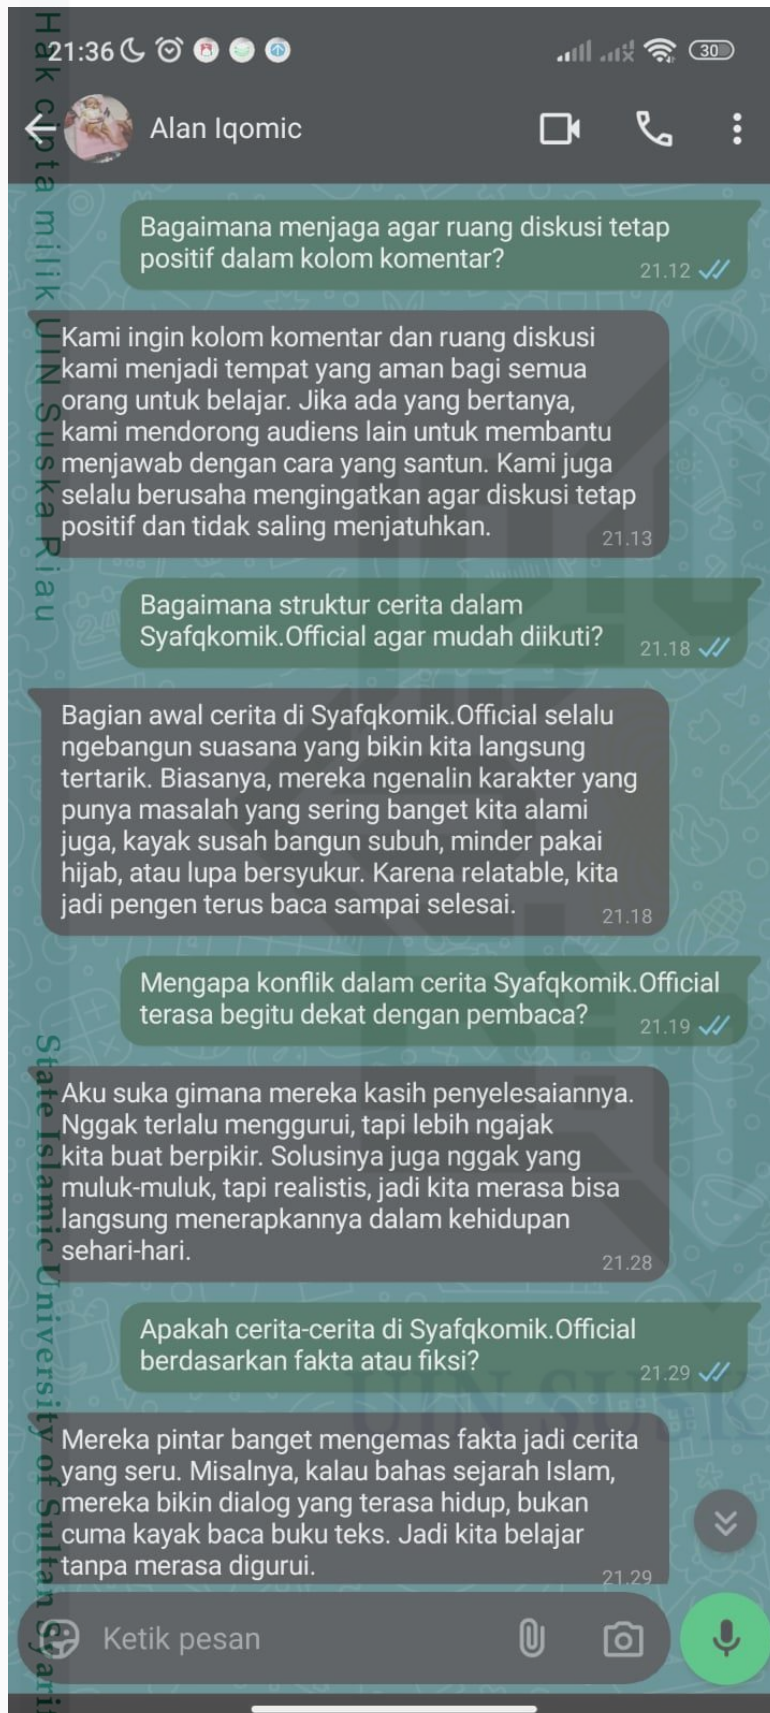 21:36
30
Alan Iqomic
Bagaimana menjaga agar ruang diskusi tetap
positif dalam kolom komentar?
21.12
Kami ingin kolom komentar dan ruang diskusi
kami menjadi tempat yang aman bagi semua
orang untuk belajar. Jika ada yang bertanya,
kami mendorong audiens lain untuk membantu
menjawab dengan cara yang santun. Kami juga
selalu berusaha mengingatkan agar diskusi tetap
positif dan tidak saling menjatuhkan.
21.13
Bagaimana struktur cerita dalam
Syafqkomik.Official agar mudah diikuti?
21.18
Bagian awal cerita di Syafqkomik.Official selalu
ngebangun suasana yang bikin kita langsung
tertarik. Biasanya, mereka ngenalin karakter yang
punya masalah yang sering banget kita alami
juga, kayak susah bangun subuh, minder pakai
hijab, atau lupa bersyukur. Karena relatable, kita
jadi pengen terus baca sampai selesai.
21.18
Mengapa konflik dalam cerita Syafqkomik.Official
terasa begitu dekat dengan pembaca?
21.19
Aku suka gimana mereka kasih penyelesaiannya.
Nggak terlalu menggurui, tapi lebih ngajak
kita buat berpikir. Solusinya juga nggak yang
muluk-muluk, tapi realistis, jadi kita merasa bisa
langsung menerapkannya dalam kehidupan
sehari-hari.
21.28
Apakah cerita-cerita di Syafqkomik.Official
berdasarkan fakta atau fiksi?
21.29
Mereka pintar banget mengemas fakta jadi cerita
yang seru. Misalnya, kalau bahas sejarah Islam,
mereka bikin dialog yang terasa hidup, bukan
cuma kayak baca buku teks. Jadi kita belajar
tanpa merasa digurui.
21.29
Ketik pesan
Hak cipta milik UIN Suska Riau
State Islamic University of Sultan Syarif
UIN SUSK